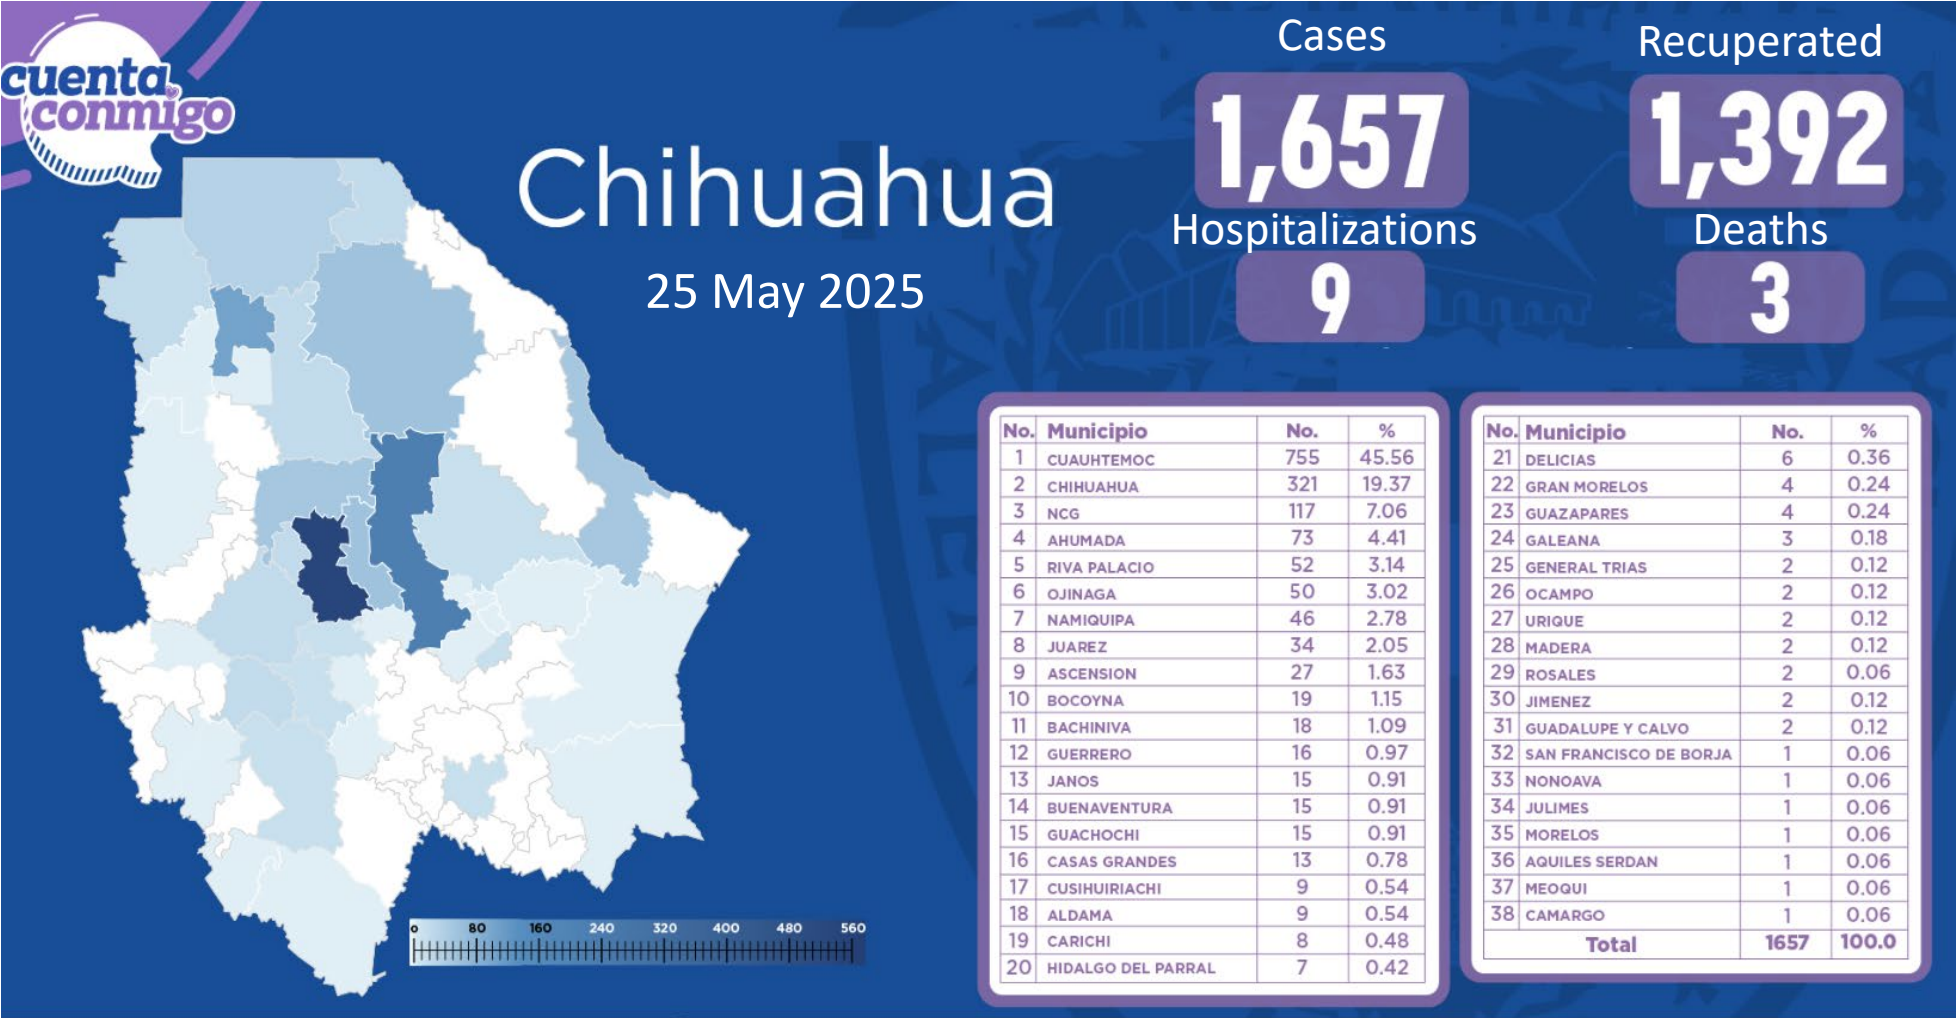 cuenta
conmigo
Chihuahua
25 May 2025
Cases
1,657
Recuperated
1,392
Hospitalizations
9
Deaths
3
0 80 160 240 320 400 480 560
No. Municipio No. %
1 CUAUHTEMOC 755 45.56
2 CHIHUAHUA 321 19.37
3 NCG 117 7.06
4 AHUMADA 73 4.41
5 RIVA PALACIO 52 3.14
6 OJINAGA 50 3.02
7 NAMIQUIPA 46 2.78
8 JUAREZ 34 2.05
9 ASCENSION 27 1.63
10 BOCOYNA 19 1.15
11 BACHINIVA 18 1.09
12 GUERRERO 16 0.97
13 JANOS 15 0.91
14 BUENAVENTURA 15 0.91
15 GUACHOCHI 15 0.91
16 CASAS GRANDES 13 0.78
17 CUSIHUIRIACHI 9 0.54
18 ALDAMA 9 0.54
19 CARICHI 8 0.48
20 HIDALGO DEL PARRAL 7 0.42
No. Municipio No. %
21 DELICIAS 6 0.36
22 GRAN MORELOS 4 0.24
23 GUAZAPARES 4 0.24
24 GALEANA 3 0.18
25 GENERAL TRIAS 2 0.12
26 OCAMPO 2 0.12
27 URIQUE 2 0.12
28 MADERA 2 0.12
29 ROSALES 2 0.06
30 JIMENEZ 2 0.12
31 GUADALUPE Y CALVO 2 0.12
32 SAN FRANCISCO DE BORJA 1 0.06
33 NONOAVA 1 0.06
34 JULIMES 1 0.06
35 MORELOS 1 0.06
36 AQUILES SERDAN 1 0.06
37 MEOQUI 1 0.06
38 CAMARGO 1 0.06
Total 1657 100.0